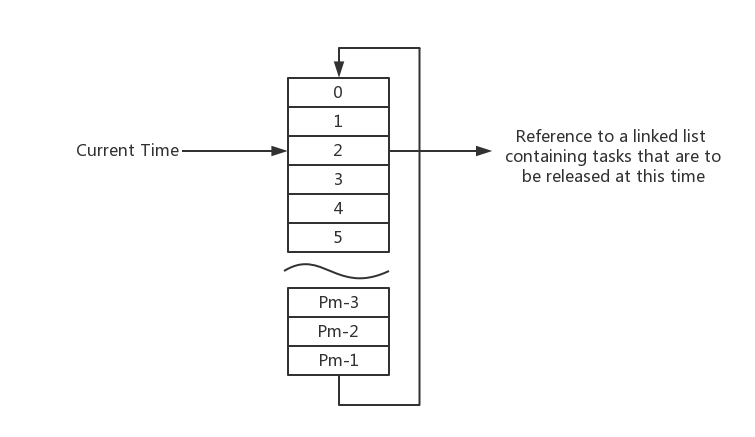 0
1
Current Time
2
Reference to a linked list
containing tasks that are to
be released at this time
3
4
5
Pm-3
Pm-2
Pm-1